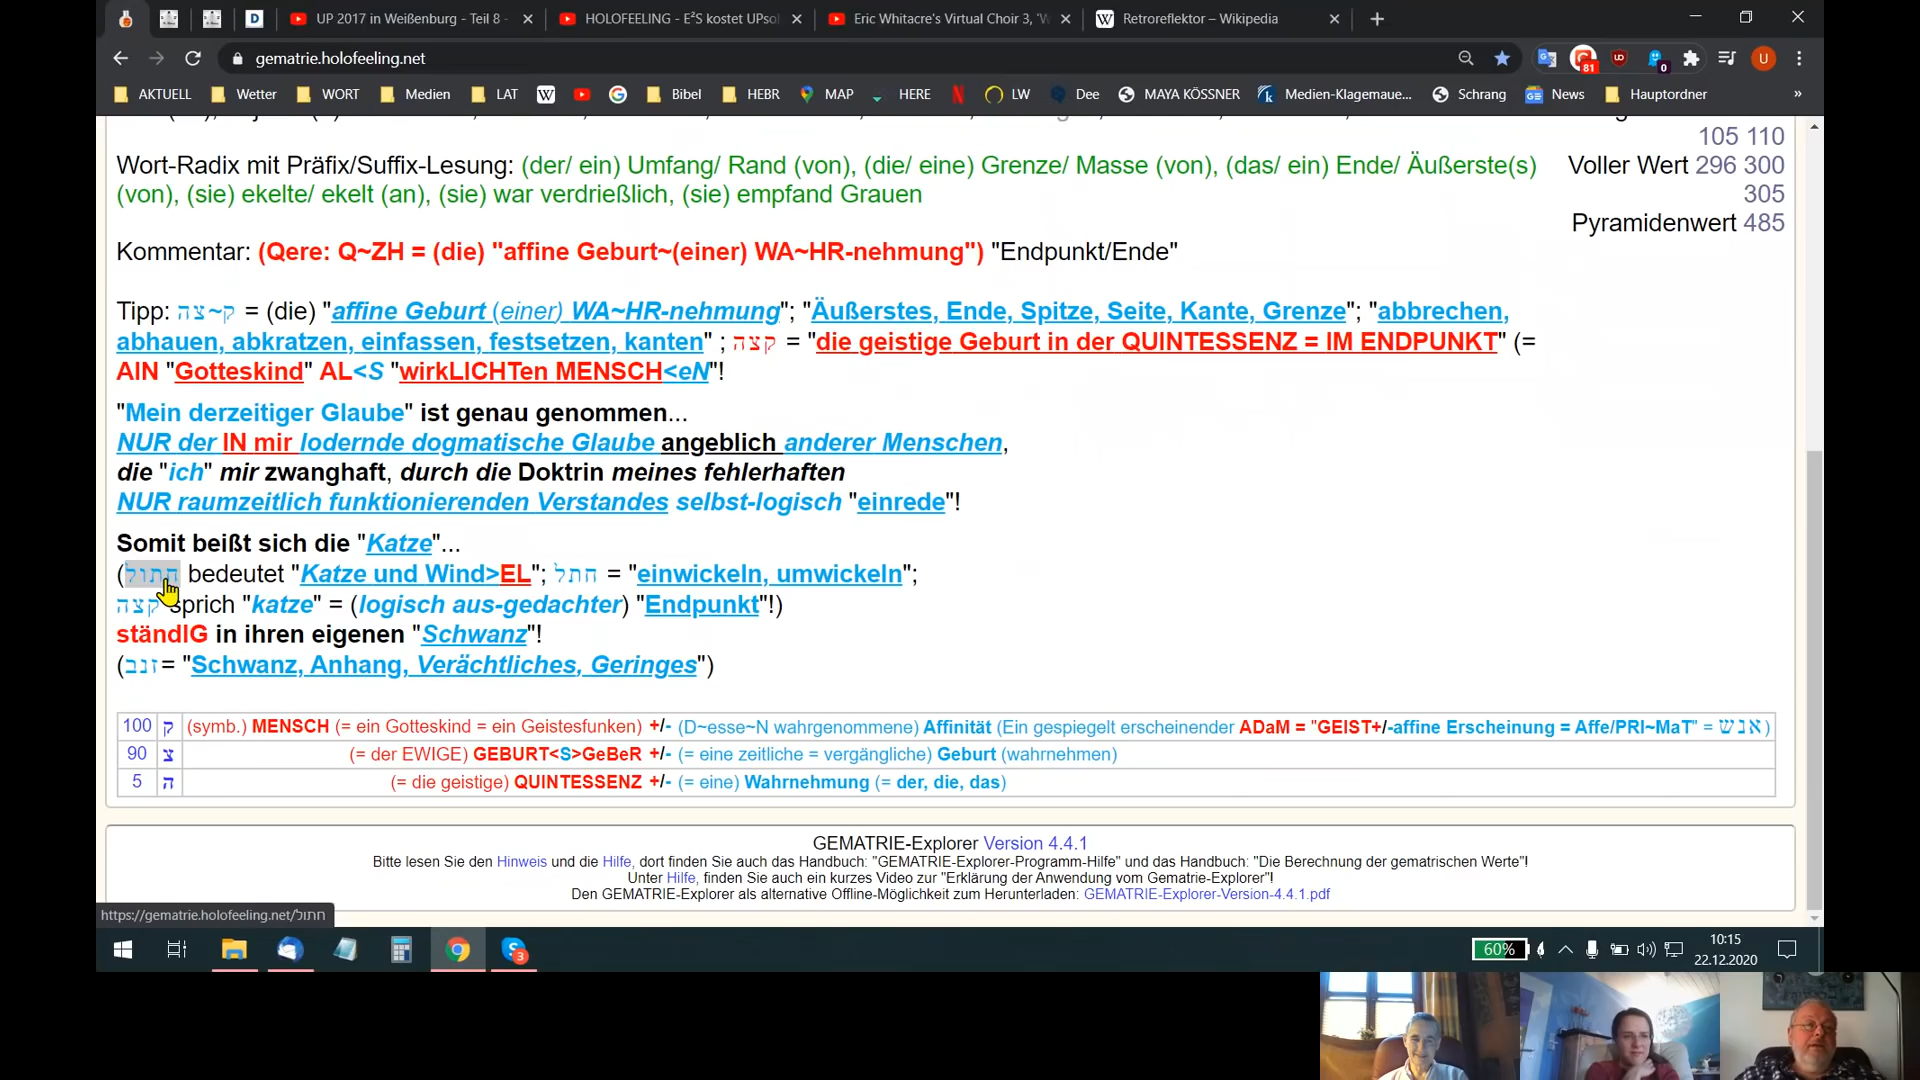 UP 2017 in Weißenburg - Teil 8 -
HOLOFEELING - E²S kostet UPsol
Eric Whitacre's Virtual Choir 3, 'W
Retroreflektor – Wikipedia
gematrie.holofeeling.net
81
0
U
AKTUELL
Wetter
WORT
Medien
LAT
Bibel
HEBR
MAP
HERE
LW
Dee
MAYA KÖSSNER
Medien-Klagemaue...
Schrang
News
Hauptordner
»
105 110
Wort-Radix mit Präfix/Suffix-Lesung: (der/ ein) Umfang/ Rand (von), (die/ eine) Grenze/ Masse (von), (das/ ein) Ende/ Äußerste(s)
(von), (sie) ekelte/ ekelt (an), (sie) war verdrießlich, (sie) empfand Grauen
Voller Wert 296 300
305
Pyramidenwert 485
Kommentar: (Qere: Q~ZH = (die) "affine Geburt~(einer) WA~HR-nehmung") "Endpunkt/Ende"
Tipp: ק~צה = (die) "affine Geburt (einer) WA~HR-nehmung"; "Äußerstes, Ende, Spitze, Seite, Kante, Grenze"; "abbrechen,
abhauen, abkratzen, einfassen, festsetzen, kanten" ; קצה = "die geistige Geburt in der QUINTESSENZ = IM ENDPUNKT" (=
AIN "Gotteskind" AL<S "wirkLICHTen MENSCH<eN"!
"Mein derzeitiger Glaube" ist genau genommen...
NUR der IN mir lodernde dogmatische Glaube angeblich anderer Menschen,
die "ich" mir zwanghaft, durch die Doktrin meines fehlerhaften
NUR raumzeitlich funktionierenden Verstandes selbst-logisch "einrede"!
Somit beißt sich die "Katze"...
(חתול bedeutet "Katze und Wind>EL"; חתל = "einwickeln, umwickeln";
קצה sprich "katze" = (logisch aus-gedachter) "Endpunkt"!)
ständIG in ihren eigenen "Schwanz"!
(זנב= "Schwanz, Anhang, Verächtliches, Geringes")
100 ק (symb.) MENSCH (= ein Gotteskind = ein Geistesfunken) +/- (D~esse~N wahrgenommene) Affinität (Ein gespiegelt erscheinender ADaM = "GEIST+/-affine Erscheinung = Affe/PRI~MaT" = אנש)
90 צ (= der EWIGE) GEBURT<S>GeBeR +/- (= eine zeitliche = vergängliche) Geburt (wahrnehmen)
5 ה (= die geistige) QUINTESSENZ +/- (= eine) Wahrnehmung (= der, die, das)
GEMATRIE-Explorer Version 4.4.1
Bitte lesen Sie den Hinweis und die Hilfe, dort finden Sie auch das Handbuch: "GEMATRIE-Explorer-Programm-Hilfe" und das Handbuch: "Die Berechnung der gematrischen Werte"!
Unter Hilfe, finden Sie auch ein kurzes Video zur "Erklärung der Anwendung vom Gematrie-Explorer"!
Den GEMATRIE-Explorer als alternative Offline-Möglichkeit zum Herunterladen: GEMATRIE-Explorer-Version-4.4.1.pdf
https://gematrie.holofeeling.net/חתול
3
60%
10:15
22.12.2020